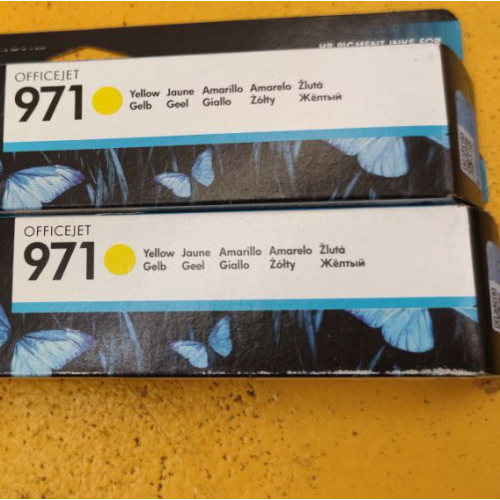 HP PIGMENT INKS FOR
OFFICEJET
971
Yellow Jaune Amarillo Amarelo Žlutá
Gelb Geel Giallo Żółty Жёлтый
OFFICEJET
971
Yellow Jaune Amarillo Amarelo Žlutá
Gelb Geel Giallo Żółty Жёлтый